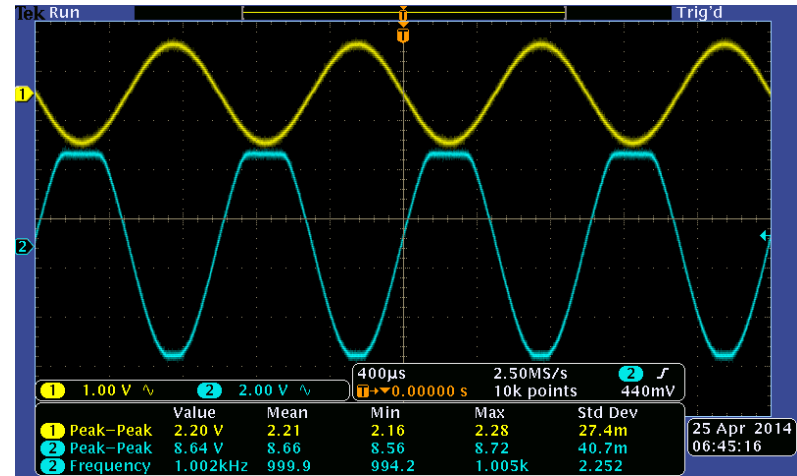 Tek Run Trig'd
T
T
1
2
1 1.00 V ∿ 2 2.00 V ∿
400µs 2.50MS/s 2 ƒ
T→▼0.00000 s 10k points 440mV
Value Mean Min Max Std Dev
1 Peak−Peak 2.20 V 2.21 2.16 2.28 27.4m
2 Peak−Peak 8.64 V 8.66 8.56 8.72 40.7m
2 Frequency 1.002kHz 999.9 994.2 1.005k 2.252
25 Apr 2014
06:45:16